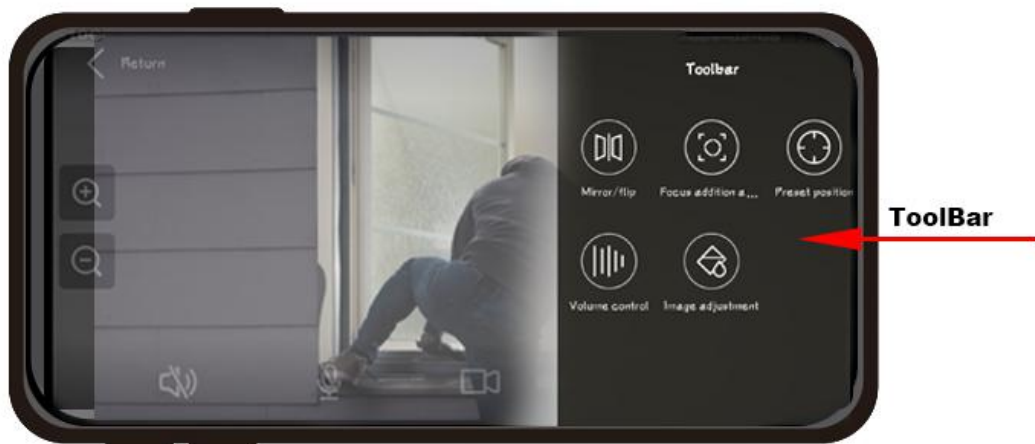 Return
Toolbar
Mirror/flip
Focus addition a...
Preset position
Volume control
Image adjustment
ToolBar